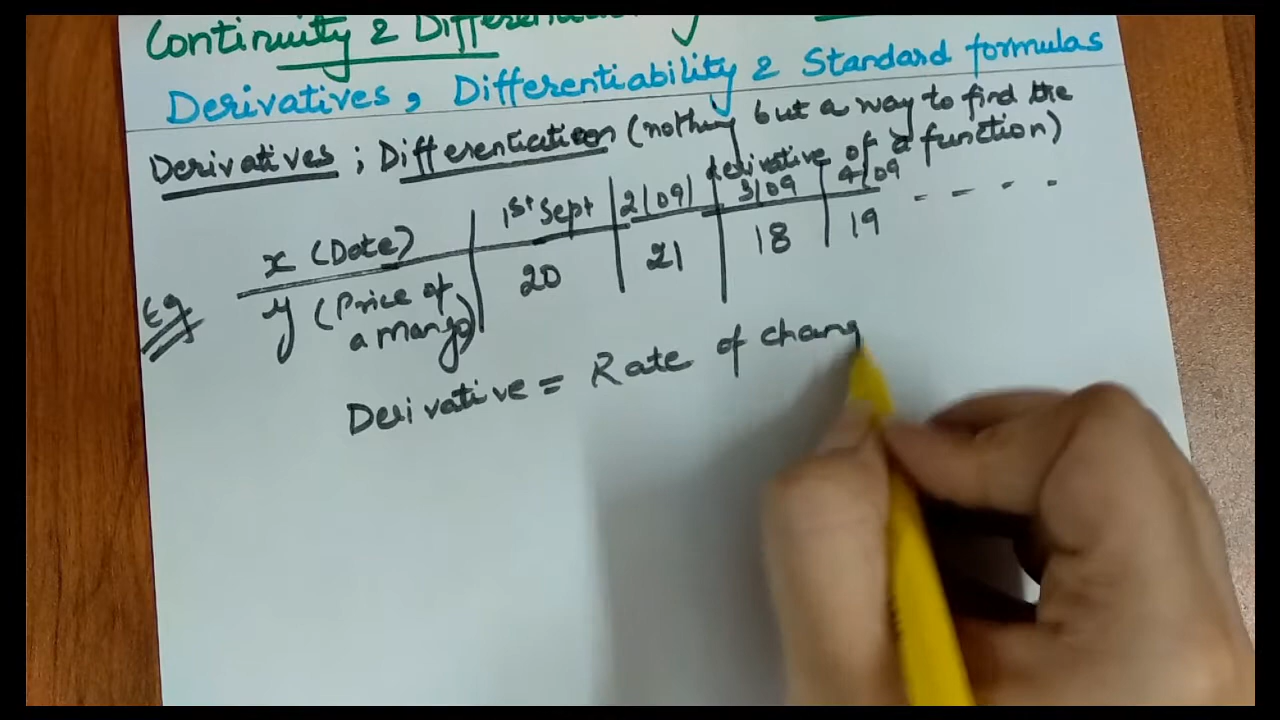 Continuity & Differentiability
Derivatives, Differentiability & Standard formulas
Derivatives ; Differentiation (nothing but a way to find the
derivative of a function)
x (Date) 1st Sept 2/09 3/09 4/09 - - - -
Eg y (Price of a Mango) 20 21 18 19
Derivative = Rate of chang